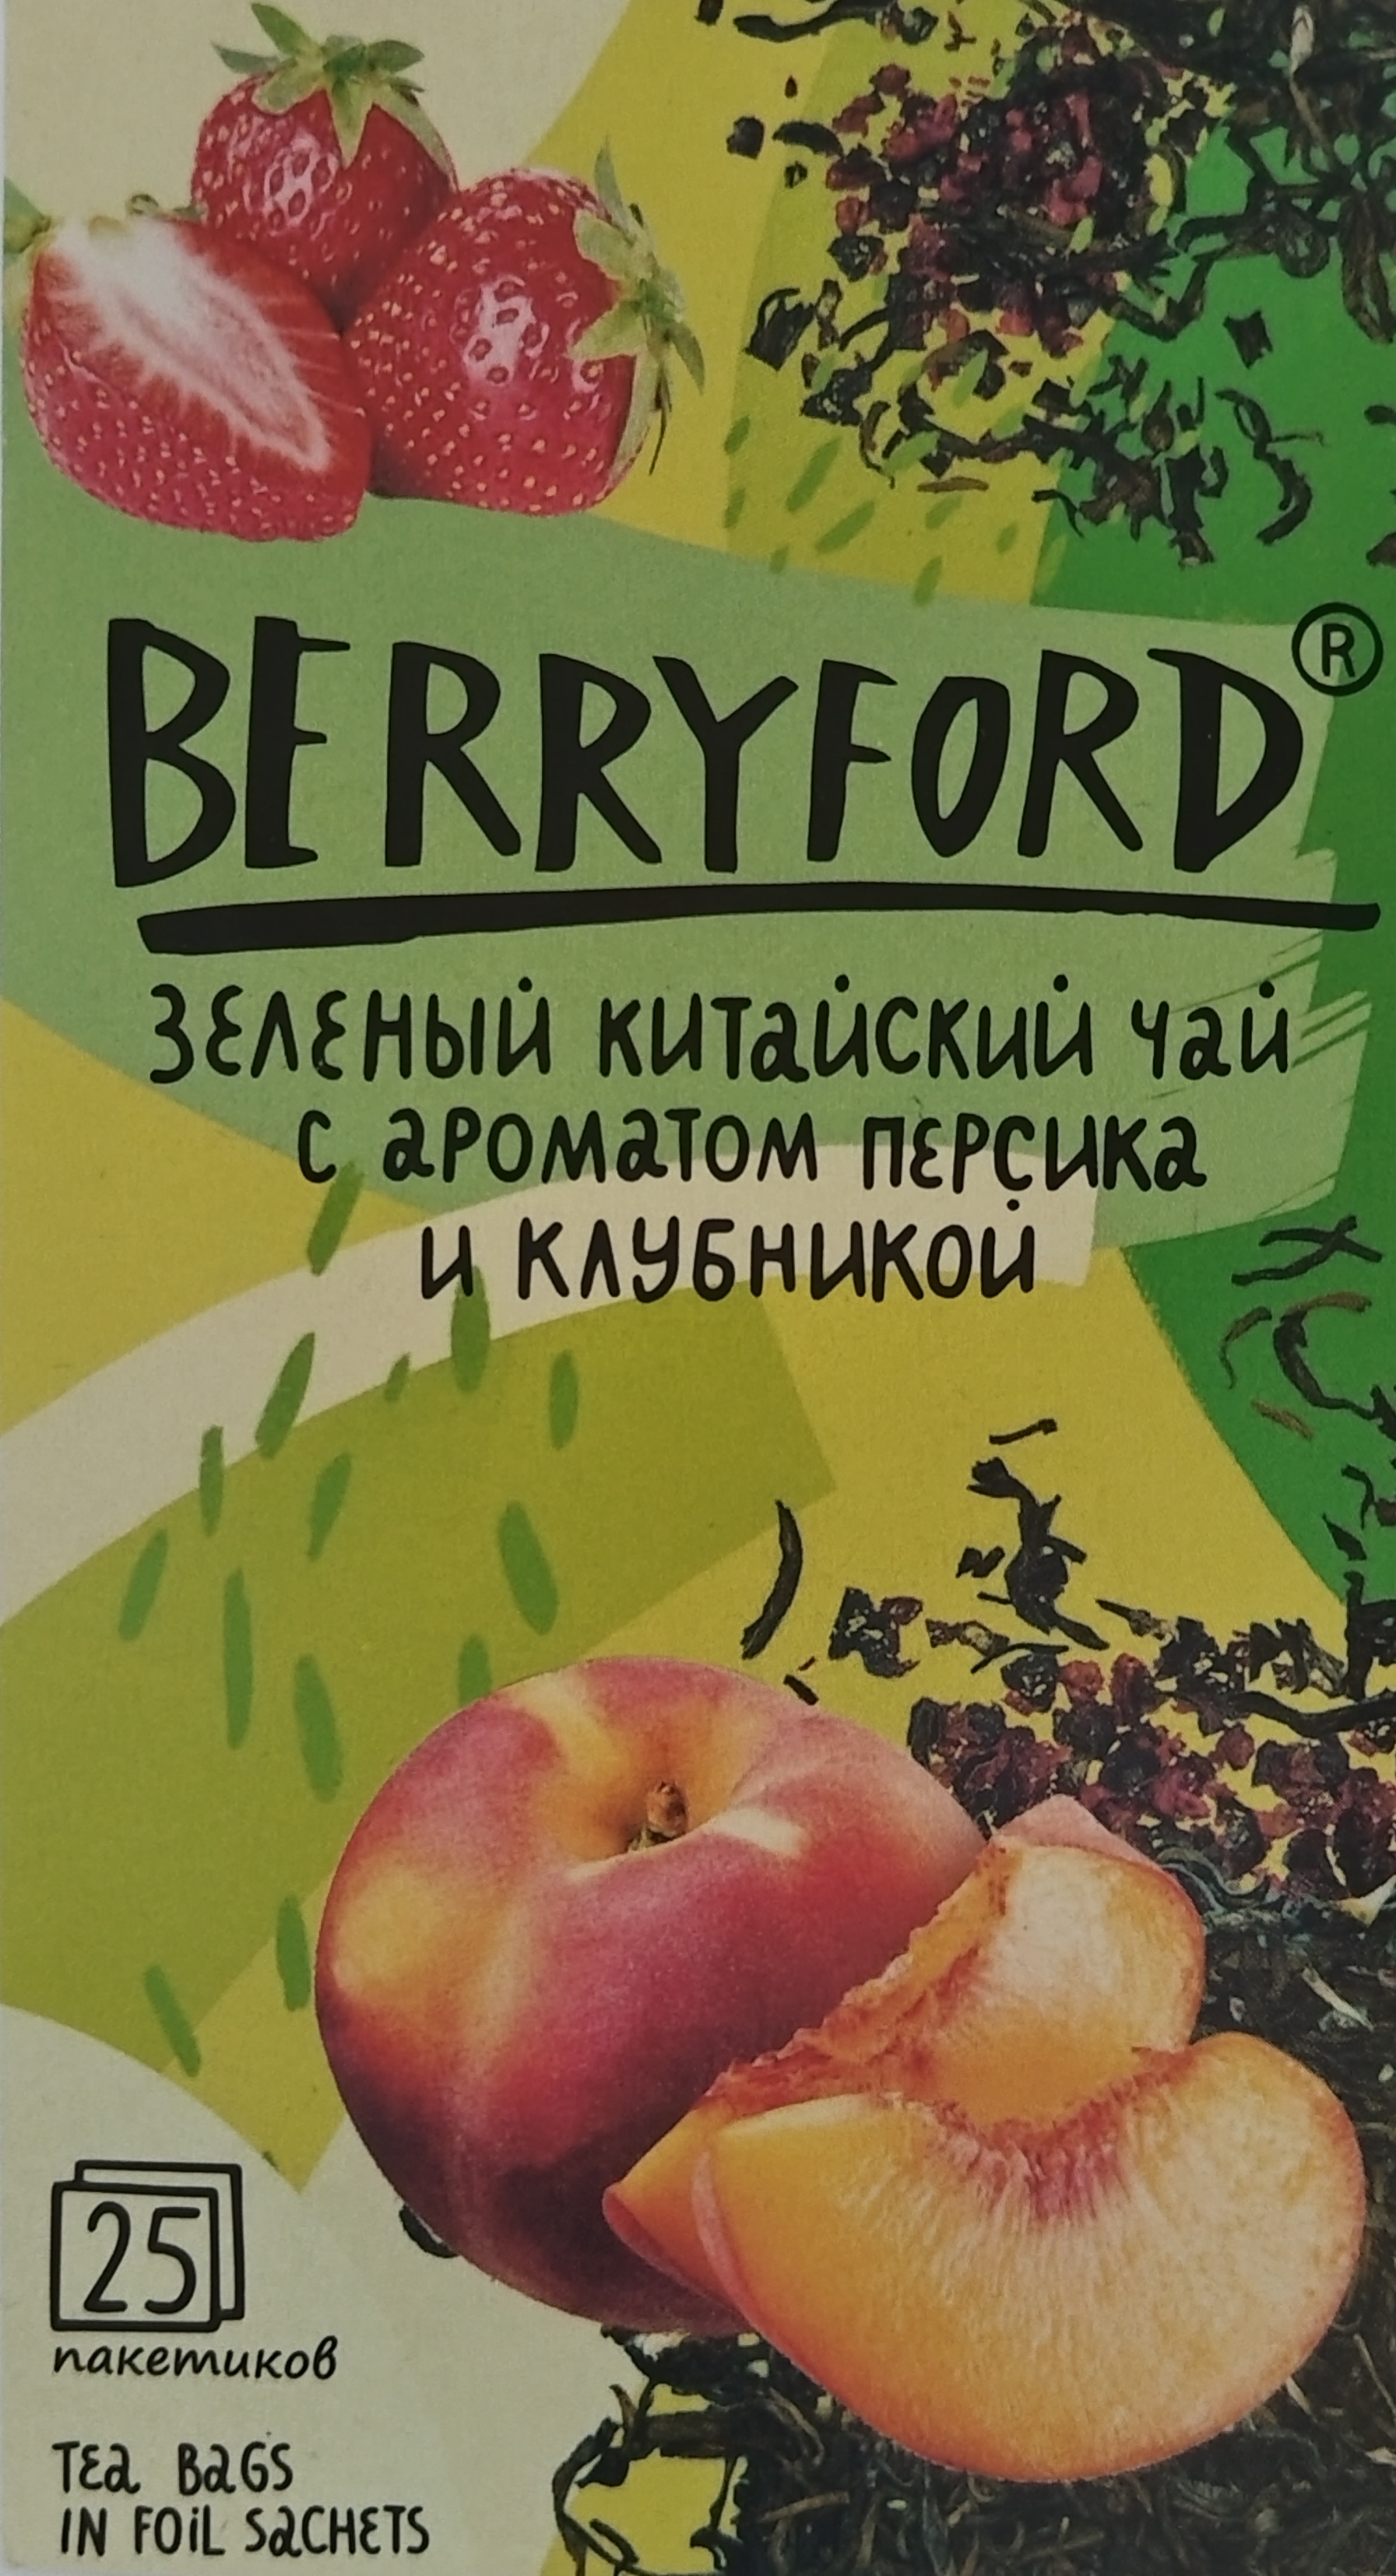 BERRYFORD®
зеленый китайский чай
с ароматом персика
и клубникой
25
пакетиков
Tea Bags
in foil sachets